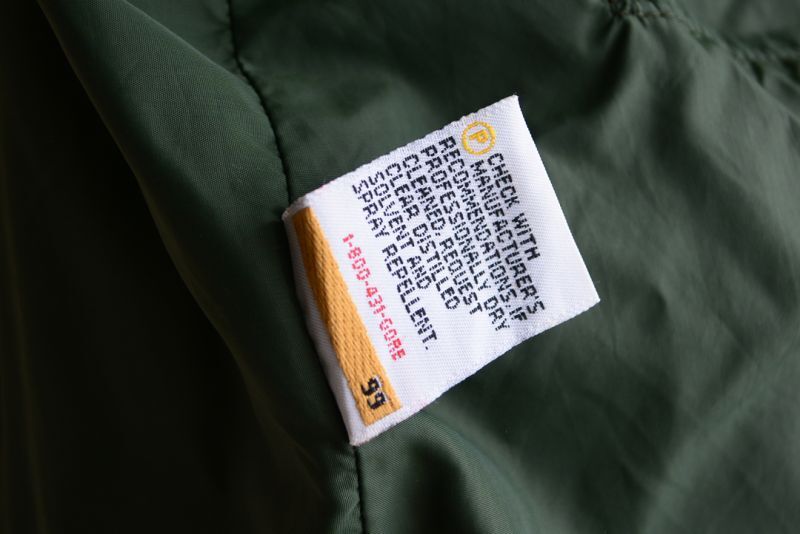 P
CHECK WITH
MANUFACTURER'S
RECOMMENDATIONS. IF
PROFESSIONALLY DRY
CLEANED, REQUEST
CLEAR DISTILLED
SOLVENT AND
SPRAY REPELLENT.
1-800-431-GORE
99